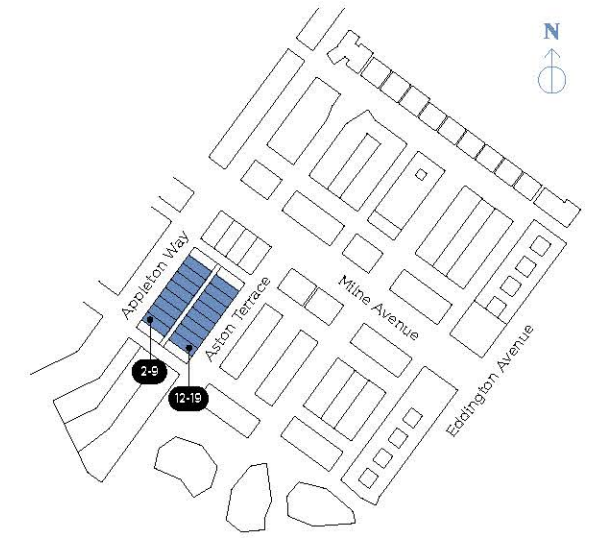 N
Appleton Way
Milne Avenue
Aston Terrace
Eddington Avenue
2-9
12-19